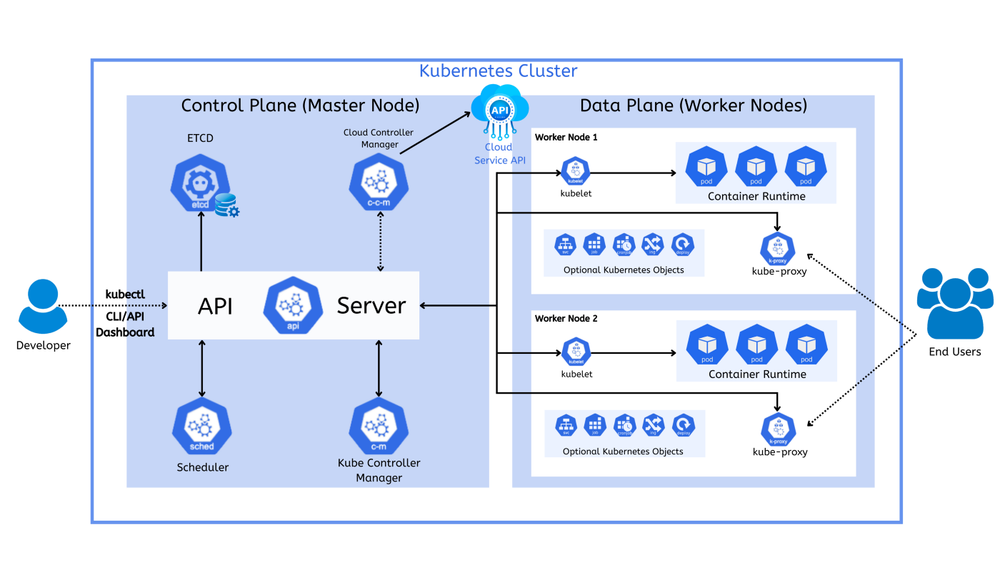 Kubernetes Cluster
Control Plane (Master Node)
ETCD
etcd
Cloud Controller
Manager
c-c-m
API
Cloud
Service API
Developer
kubectl
CLI/API
Dashboard
API
api
Server
sched
Scheduler
c-m
Kube Controller
Manager
Data Plane (Worker Nodes)
Worker Node 1
kubelet
kubelet
pod
pod
pod
Container Runtime
svc
job
cronjob
ing
deploy
Optional Kubernetes Objects
k-proxy
kube-proxy
Worker Node 2
kubelet
kubelet
pod
pod
pod
Container Runtime
svc
job
cronjob
ing
deploy
Optional Kubernetes Objects
k-proxy
kube-proxy
End Users